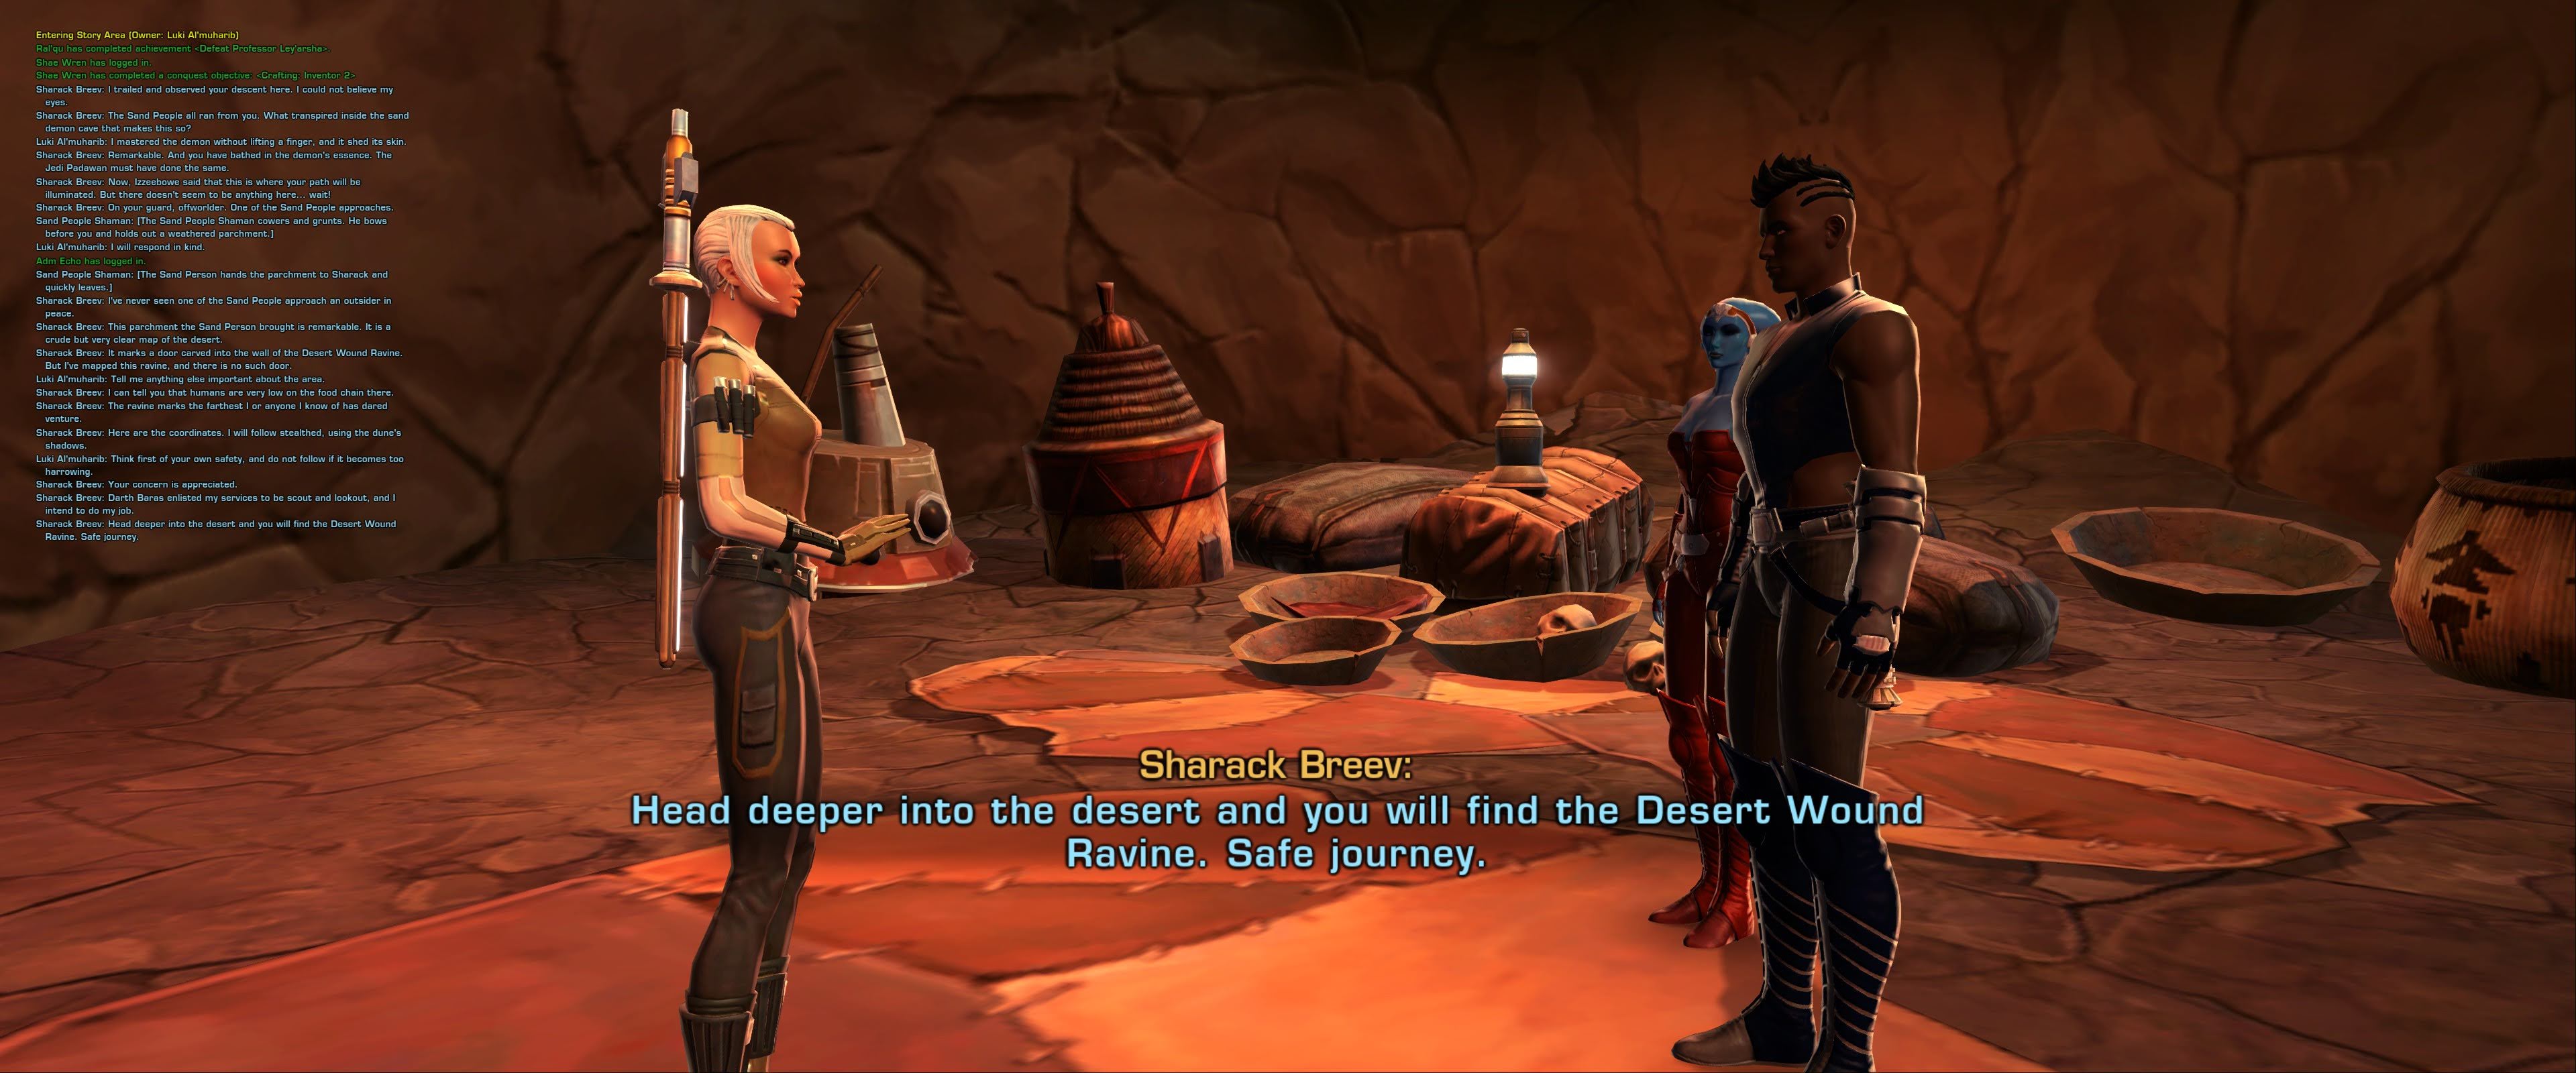 Entering Story Area (Owner: Luki Al'muharib)
Ral'qu has completed achievement <Defeat Professor Ley'arsha>.
Shae Wren has logged in.
Shae Wren has completed a conquest objective: <Crafting: Inventor 2>
Sharack Breev: I trailed and observed your descent here. I could not believe my
eyes.
Sharack Breev: The Sand People all ran from you. What transpired inside the sand
demon cave that makes this so?
Luki Al'muharib: I mastered the demon without lifting a finger, and it shed its skin.
Sharack Breev: Remarkable. And you have bathed in the demon's essence. The
Jedi Padawan must have done the same.
Sharack Breev: Now, Izzeebowe said that this is where your path will be
illuminated. But there doesn't seem to be anything here... wait!
Sharack Breev: On your guard, offworlder. One of the Sand People approaches.
Sand People Shaman: [The Sand People Shaman cowers and grunts. He bows
before you and holds out a weathered parchment.]
Luki Al'muharib: I will respond in kind.
Adm Echo has logged in.
Sand People Shaman: [The Sand Person hands the parchment to Sharack and
quickly leaves.]
Sharack Breev: I've never seen one of the Sand People approach an outsider in
peace.
Sharack Breev: This parchment the Sand Person brought is remarkable. It is a
crude but very clear map of the desert.
Sharack Breev: It marks a door carved into the wall of the Desert Wound Ravine.
But I've mapped this ravine, and there is no such door.
Luki Al'muharib: Tell me anything else important about the area.
Sharack Breev: I can tell you that humans are very low on the food chain there.
Sharack Breev: The ravine marks the farthest I or anyone I know of has dared
venture.
Sharack Breev: Here are the coordinates. I will follow stealthed, using the dune's
shadows.
Luki Al'muharib: Think first of your own safety, and do not follow if it becomes too
harrowing.
Sharack Breev: Your concern is appreciated.
Sharack Breev: Darth Baras enlisted my services to be scout and lookout, and I
intend to do my job.
Sharack Breev: Head deeper into the desert and you will find the Desert Wound
Ravine. Safe journey.
Sharack Breev:
Head deeper into the desert and you will find the Desert Wound
Ravine. Safe journey.